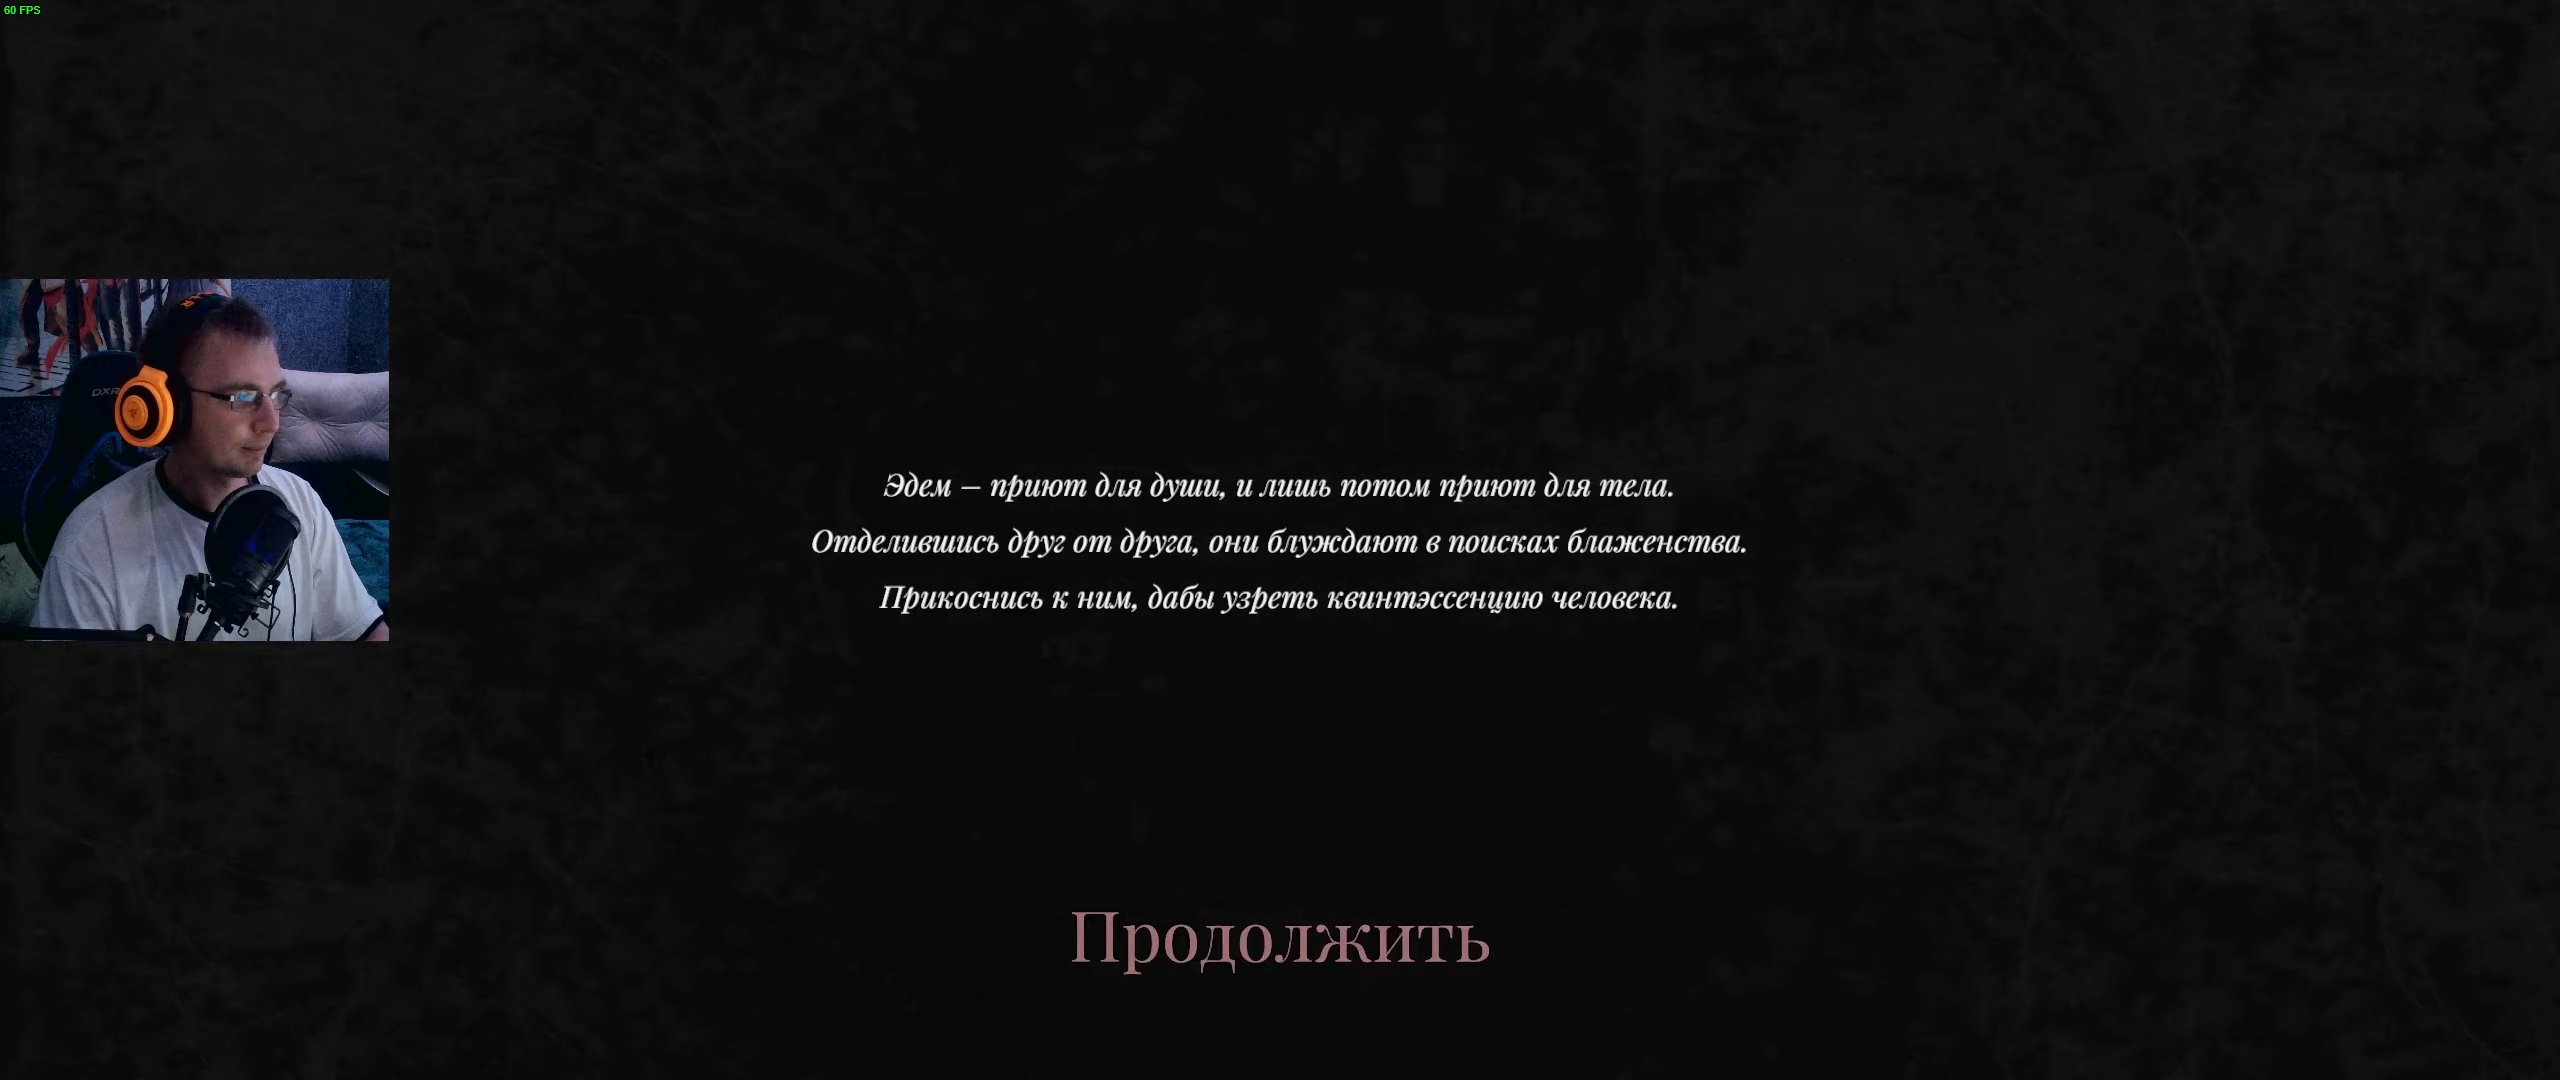 60 FPS
Эдем – приют для души, и лишь потом приют для тела.
Отделившись друг от друга, они блуждают в поисках блаженства.
Прикоснись к ним, дабы узреть квинтэссенцию человека.
Продолжить